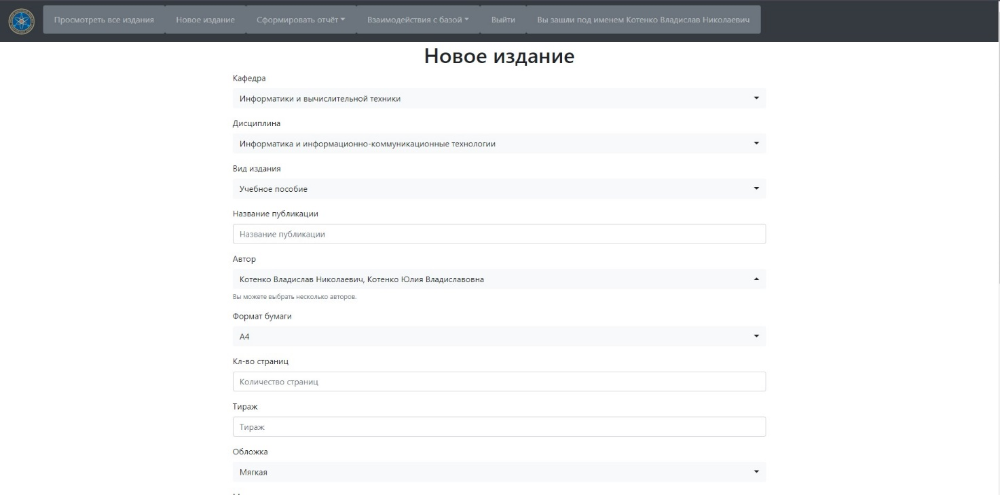 Просмотреть все издания Новое издание Сформировать отчёт Взаимодействия с базой Выйти Вы зашли под именем Котенко Владислав Николаевич
Новое издание
Кафедра
Информатики и вычислительной техники
Дисциплина
Информатика и информационно-коммуникационные технологии
Вид издания
Учебное пособие
Название публикации
Название публикации
Автор
Котенко Владислав Николаевич, Котенко Юлия Владиславовна
Вы можете выбрать несколько авторов.
Формат бумаги
A4
Кл-во страниц
Количество страниц
Тираж
Тираж
Обложка
Мягкая